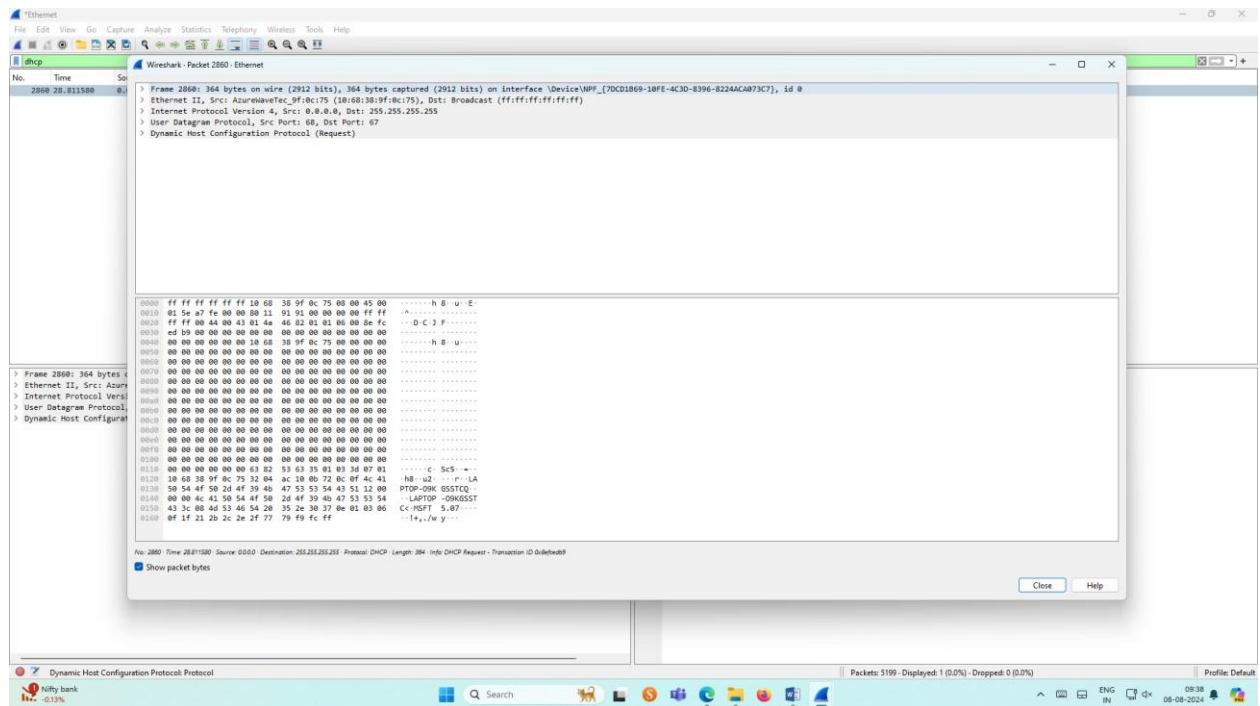 *Ethernet
File Edit View Go Capture Analyze Statistics Telephony Wireless Tools Help
dhcp
Wireshark · Packet 2860 · Ethernet
No. Time
2860 28.811580
> Frame 2860: 364 bytes on wire (2912 bits), 364 bytes captured (2912 bits) on interface \Device\NPF_{7DCD1B69-10FE-4C3D-8396-8224ACA073C7}, id 0
> Ethernet II, Src: AzureWaveTec_9f:0c:75 (10:68:38:9f:0c:75), Dst: Broadcast (ff:ff:ff:ff:ff:ff)
> Internet Protocol Version 4, Src: 0.0.0.0, Dst: 255.255.255.255
> User Datagram Protocol, Src Port: 68, Dst Port: 67
> Dynamic Host Configuration Protocol (Request)
0000 ff ff ff ff ff ff 10 68 38 9f 0c 75 08 00 45 00 ·······h 8··u··E·
0010 01 5e a7 fe 00 00 80 11 91 91 00 00 00 00 ff ff ·^······ ········
0020 ff ff 00 44 00 43 01 4a 46 82 01 01 06 00 8e fc ···D·C·J F·······
0030 ed b9 00 00 00 00 00 00 00 00 00 00 00 00 00 00 ········ ········
0040 00 00 00 00 00 00 10 68 38 9f 0c 75 00 00 00 00 ·······h 8··u····
0050 00 00 00 00 00 00 00 00 00 00 00 00 00 00 00 00 ········ ········
0060 00 00 00 00 00 00 00 00 00 00 00 00 00 00 00 00 ········ ········
0070 00 00 00 00 00 00 00 00 00 00 00 00 00 00 00 00 ········ ········
0080 00 00 00 00 00 00 00 00 00 00 00 00 00 00 00 00 ········ ········
0090 00 00 00 00 00 00 00 00 00 00 00 00 00 00 00 00 ········ ········
00a0 00 00 00 00 00 00 00 00 00 00 00 00 00 00 00 00 ········ ········
00b0 00 00 00 00 00 00 00 00 00 00 00 00 00 00 00 00 ········ ········
00c0 00 00 00 00 00 00 00 00 00 00 00 00 00 00 00 00 ········ ········
00d0 00 00 00 00 00 00 00 00 00 00 00 00 00 00 00 00 ········ ········
00e0 00 00 00 00 00 00 00 00 00 00 00 00 00 00 00 00 ········ ········
00f0 00 00 00 00 00 00 00 00 00 00 00 00 00 00 00 00 ········ ········
0100 00 00 00 00 00 00 00 00 00 00 00 00 00 00 00 00 ········ ········
0110 00 00 00 00 00 00 63 82 53 63 35 01 03 3d 07 01 ······c· Sc5··=··
0120 10 68 38 9f 0c 75 32 04 ac 10 0b 72 0c 0f 4c 41 ·h8··u2· ···r··LA
0130 50 54 4f 50 2d 4f 39 4b 47 53 53 54 43 51 12 00 PTOP-O9K GSSTCQ··
0140 00 00 4c 41 50 54 4f 50 2d 4f 39 4b 47 53 53 54 ··LAPTOP -O9KGSST
0150 43 3c 08 4d 53 46 54 20 35 2e 30 37 0e 01 03 06 C<·MSFT 5.07····
0160 0f 1f 21 2b 2c 2e 2f 77 79 f9 fc ff ··!+,./w y···
> Frame 2860: 364 bytes
> Ethernet II, Src: Azur
> Internet Protocol Vers
> User Datagram Protocol,
> Dynamic Host Configurat
No: 2860 · Time: 28.811580 · Source: 0.0.0.0 · Destination: 255.255.255.255 · Protocol: DHCP · Length: 364 · Info: DHCP Request - Transaction ID 0x8efcedb9
Show packet bytes
Close Help
Dynamic Host Configuration Protocol: Protocol Packets: 5199 · Displayed: 1 (0.0%) · Dropped: 0 (0.0%) Profile: Default
Nifty bank
-0.13%
Search
ENG
IN
09:38
08-08-2024